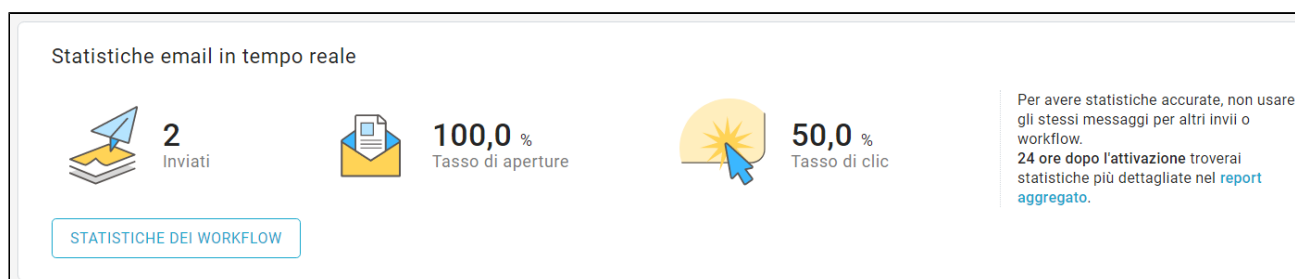 Statistiche email in tempo reale
2
Inviati
100,0 %
Tasso di aperture
50,0 %
Tasso di clic
Per avere statistiche accurate, non usare
gli stessi messaggi per altri invii o
workflow.
24 ore dopo l'attivazione troverai
statistiche più dettagliate nel report
aggregato.
STATISTICHE DEI WORKFLOW